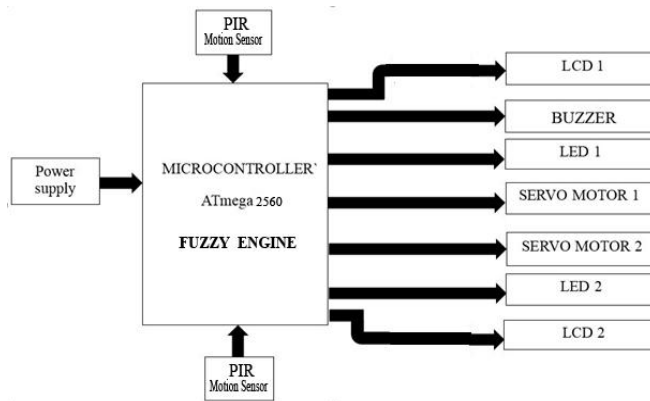 PIR
Motion Sensor
LCD 1
BUZZER
Power
supply
MICROCONTROLLER`
ATmega 2560
FUZZY ENGINE
LED 1
SERVO MOTOR 1
SERVO MOTOR 2
LED 2
LCD 2
PIR
Motion Sensor